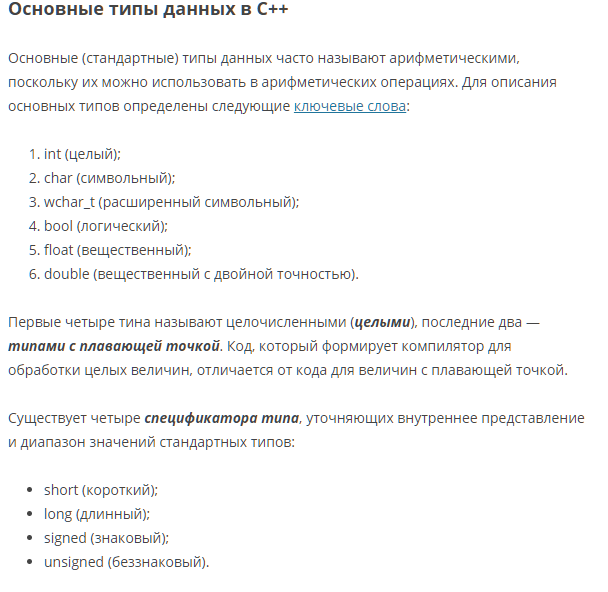 Основные типы данных в С++
Основные (стандартные) типы данных часто называют арифметическими,
поскольку их можно использовать в арифметических операциях. Для описания
основных типов определены следующие ключевые слова:
1. int (целый);
2. char (символьный);
3. wchar_t (расширенный символьный);
4. bool (логический);
5. float (вещественный);
6. double (вещественный с двойной точностью).
Первые четыре тина называют целочисленными (целыми), последние два —
типами с плавающей точкой. Код, который формирует компилятор для
обработки целых величин, отличается от кода для величин с плавающей точкой.
Существует четыре спецификатора типа, уточняющих внутреннее представление
и диапазон значений стандартных типов:
• short (короткий);
• long (длинный);
• signed (знаковый);
• unsigned (беззнаковый).